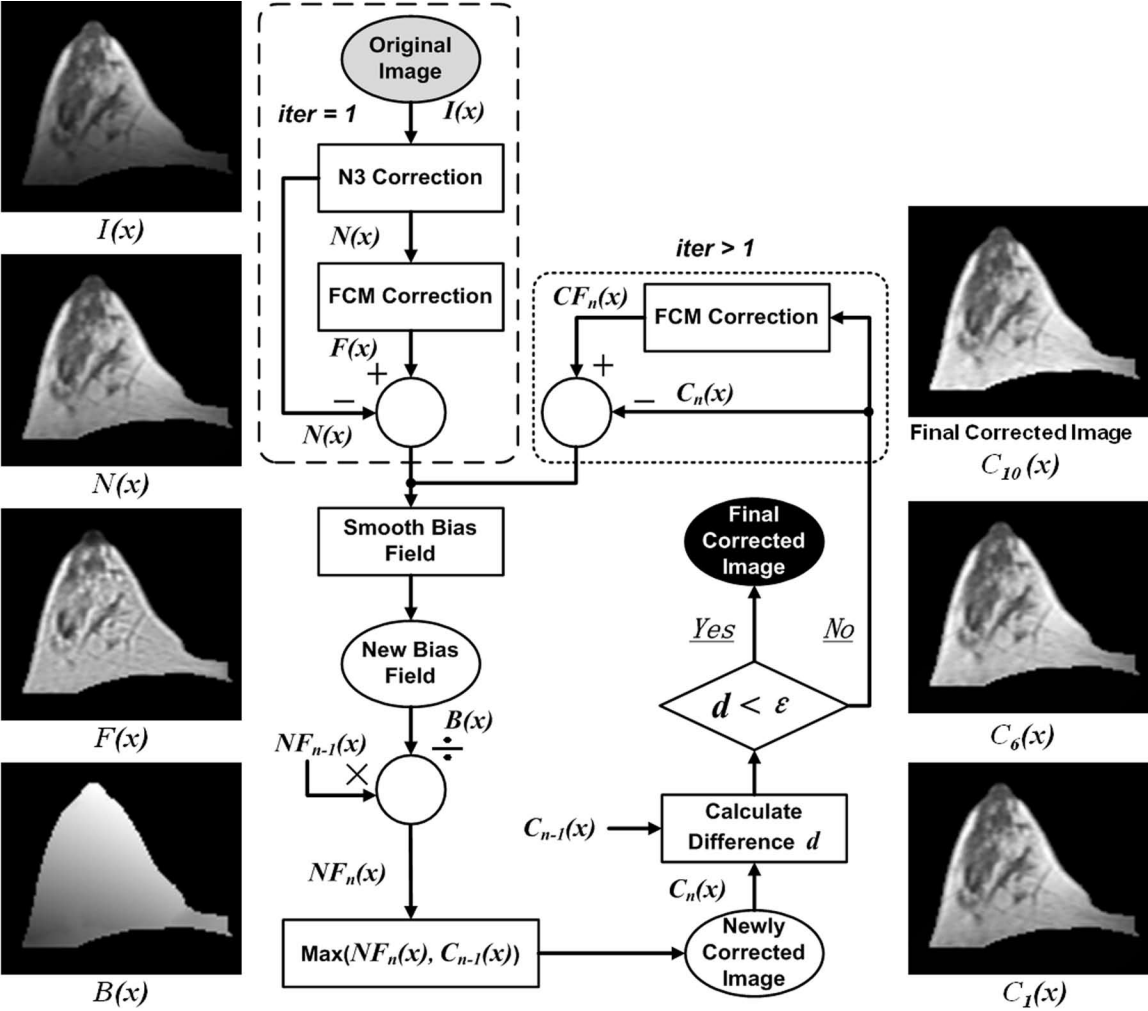 I(x)
N(x)
F(x)
B(x)
Original
Image
iter = 1
I(x)
N3 Correction
N(x)
FCM Correction
F(x)
+
−
N(x)
iter > 1
CFn(x)
FCM Correction
+
−
Cn(x)
Smooth Bias
Field
New Bias
Field
B(x)
÷
NFn-1(x)
×
NFn(x)
Max(NFn(x), Cn-1(x))
Newly
Corrected
Image
Cn(x)
Cn-1(x)
Calculate
Difference d
d < ε
Yes
No
Final
Corrected
Image
Final Corrected Image
C10(x)
C6(x)
C1(x)